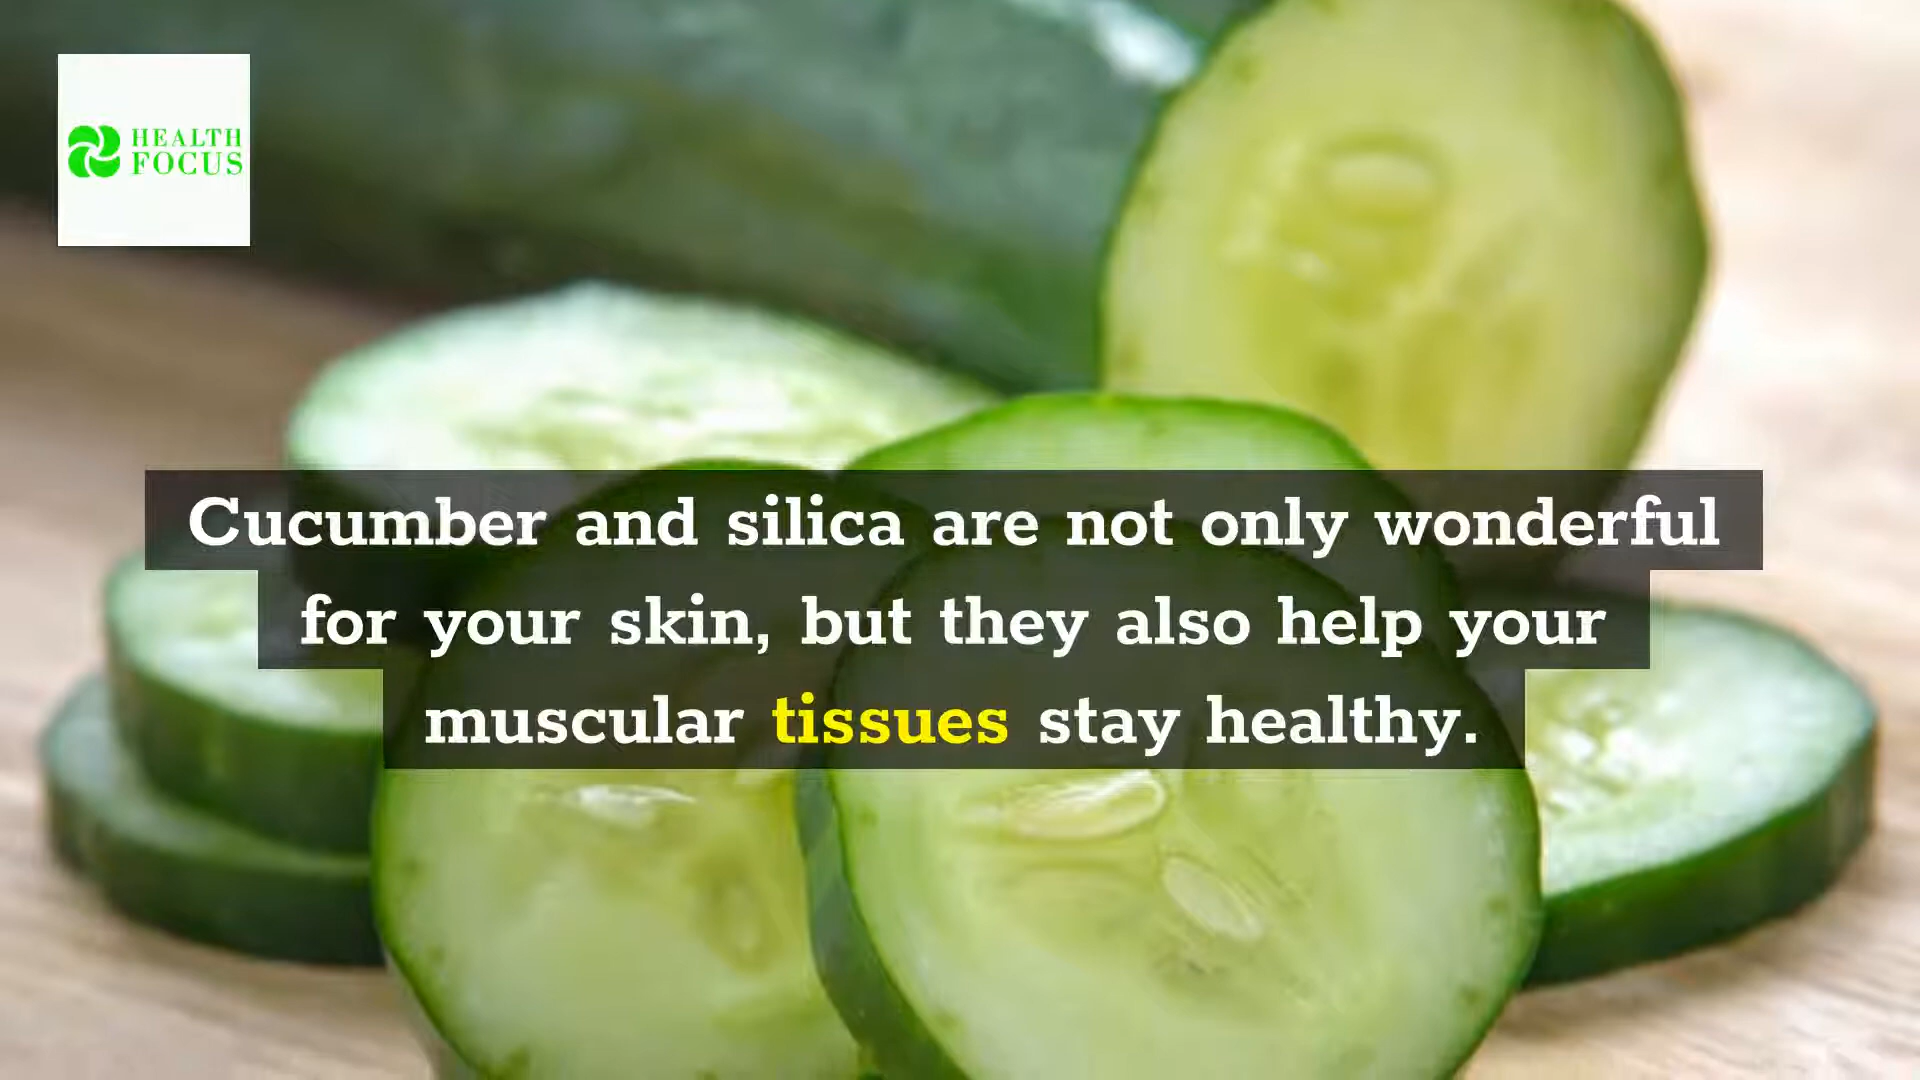 HEALTH
FOCUS
Cucumber and silica are not only wonderful
for your skin, but they also help your
muscular tissues stay healthy.